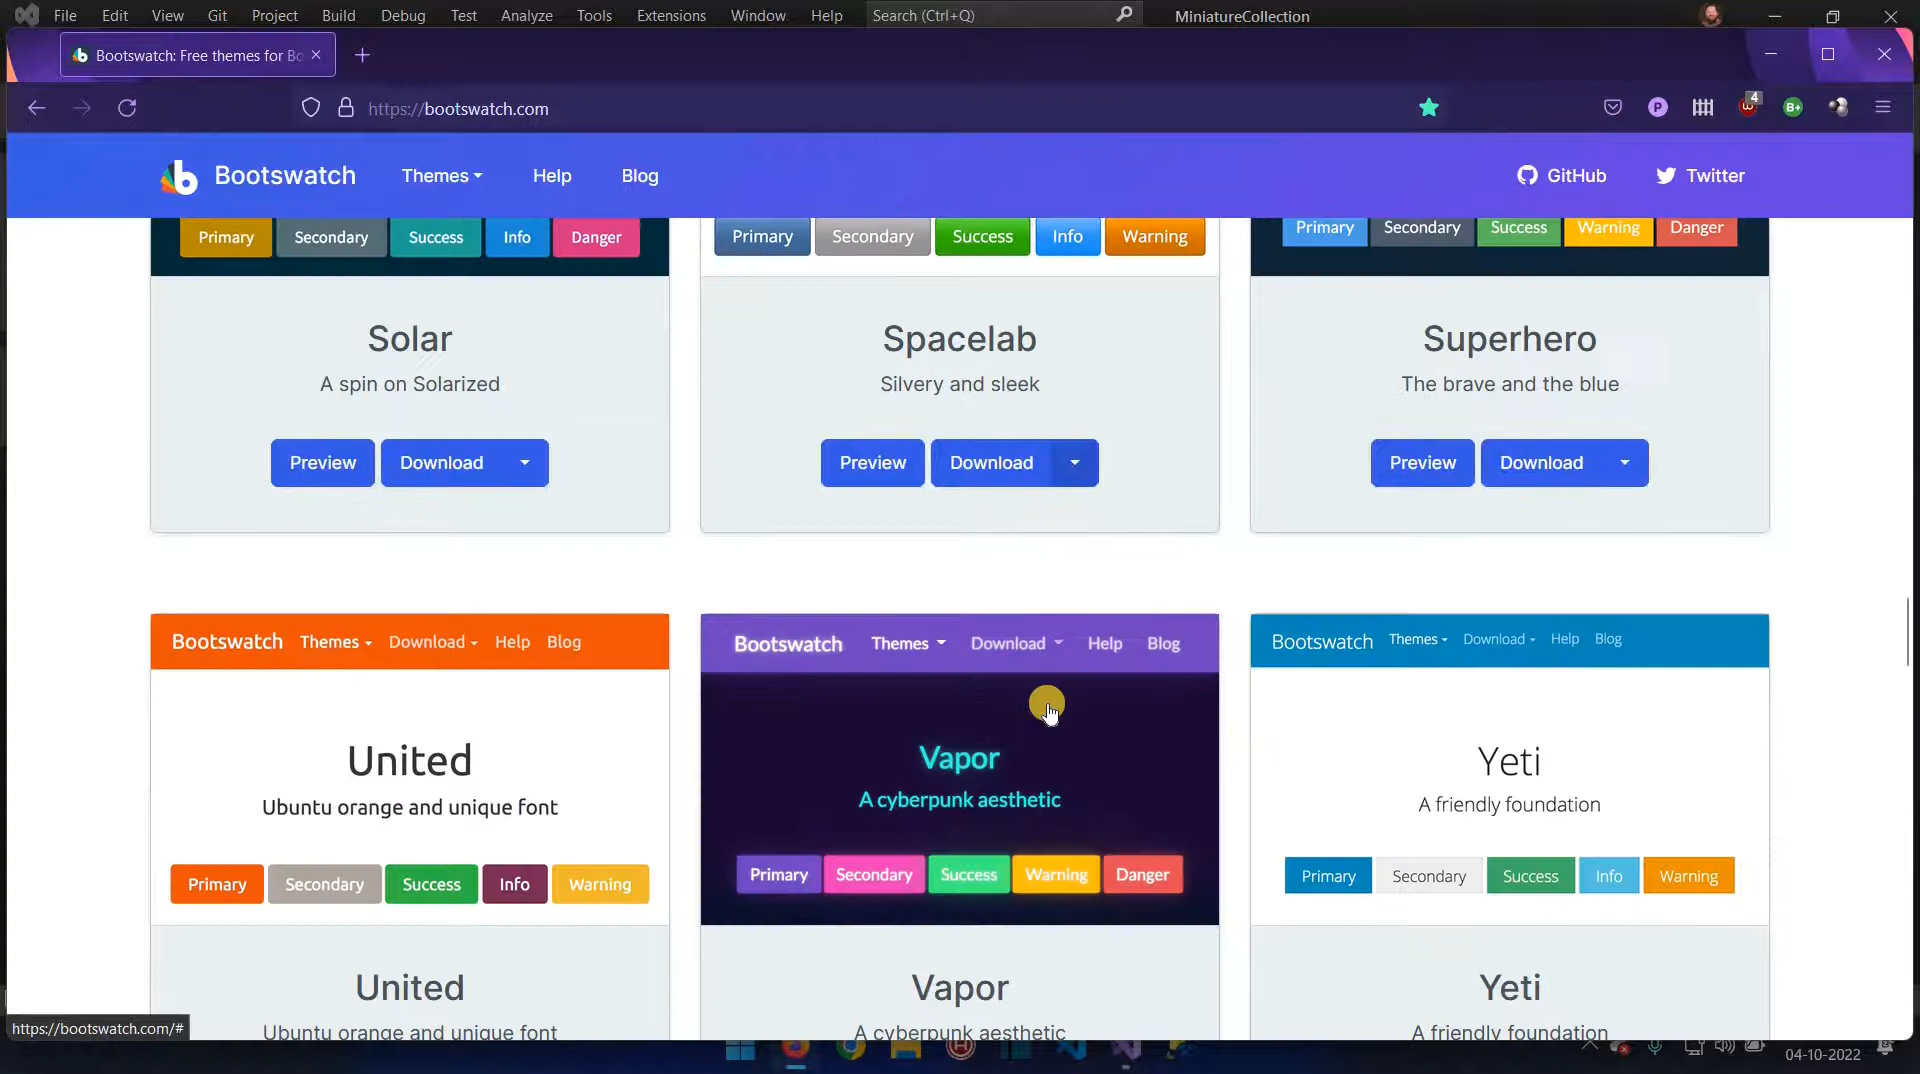 File Edit View Git Project Build Debug Test Analyze Tools Extensions Window Help Search (Ctrl+Q) MiniatureCollection
Bootswatch: Free themes for Bo
https://bootswatch.com
P 4 B+
Bootswatch Themes Help Blog GitHub Twitter
Primary Secondary Success Info Danger
Primary Secondary Success Info Warning
Primary Secondary Success Warning Danger
Solar
A spin on Solarized
Preview Download
Spacelab
Silvery and sleek
Preview Download
Superhero
The brave and the blue
Preview Download
Bootswatch Themes Download Help Blog
United
Ubuntu orange and unique font
Primary Secondary Success Info Warning
Bootswatch Themes Download Help Blog
Vapor
A cyberpunk aesthetic
Primary Secondary Success Warning Danger
Bootswatch Themes Download Help Blog
Yeti
A friendly foundation
Primary Secondary Success Info Warning
United
Ubuntu orange and unique font
Vapor
A cyberpunk aesthetic
Yeti
A friendly foundation
https://bootswatch.com/#
04-10-2022